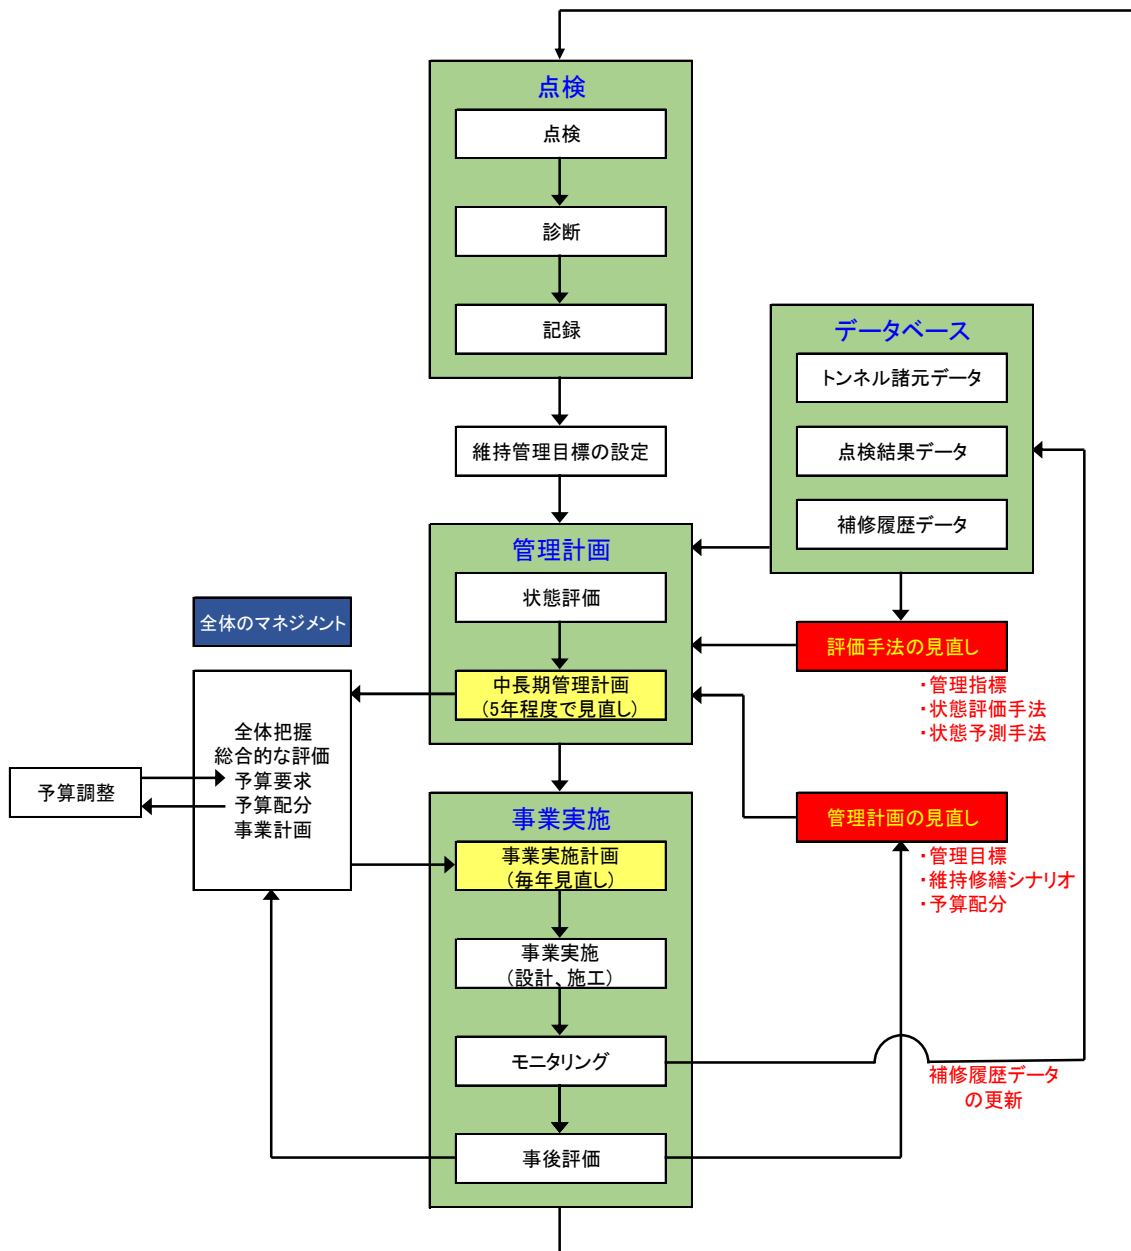 点検
点検
診断
記録
維持管理目標の設定
データベース
トンネル諸元データ
点検結果データ
補修履歴データ
管理計画
状態評価
中長期管理計画
(5年程度で見直し)
評価手法の見直し
・管理指標
・状態評価手法
・状態予測手法
全体のマネジメント
全体把握
総合的な評価
予算要求
予算配分
事業計画
予算調整
管理計画の見直し
・管理目標
・維持修繕シナリオ
・予算配分
事業実施
事業実施計画
(毎年見直し)
事業実施
(設計、施工)
モニタリング
事後評価
補修履歴データ
の更新